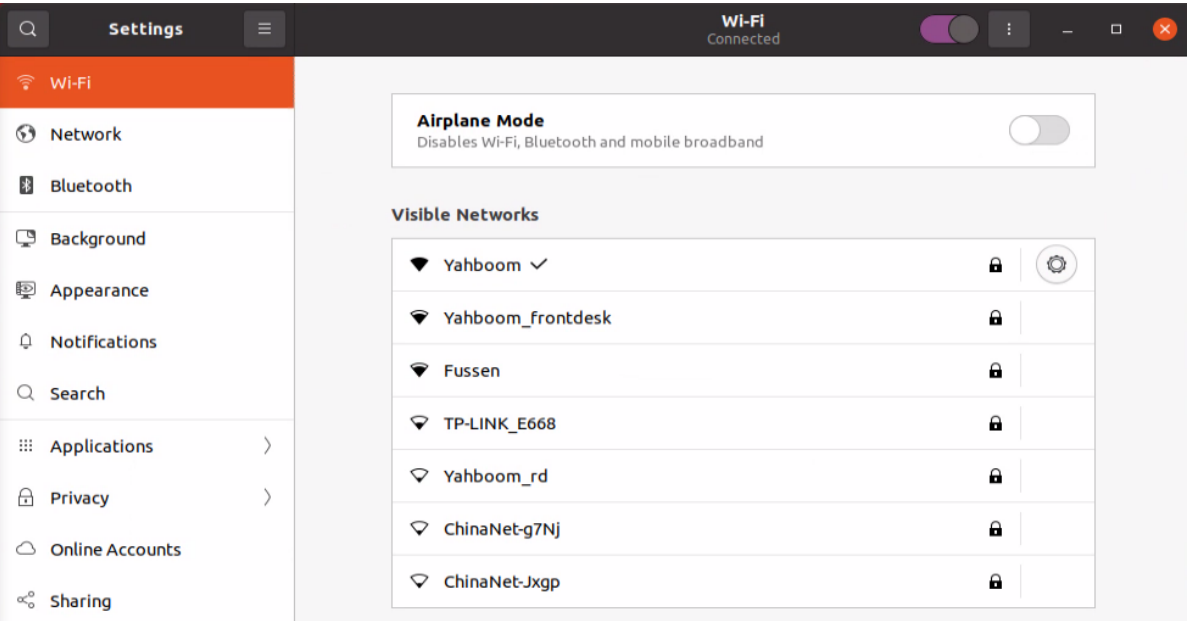 Settings
Wi-Fi
Connected
Wi-Fi
Network
Bluetooth
Background
Appearance
Notifications
Search
Applications
Privacy
Online Accounts
Sharing
Airplane Mode
Disables Wi-Fi, Bluetooth and mobile broadband
Visible Networks
Yahboom
Yahboom_frontdesk
Fussen
TP-LINK_E668
Yahboom_rd
ChinaNet-g7Nj
ChinaNet-Jxgp